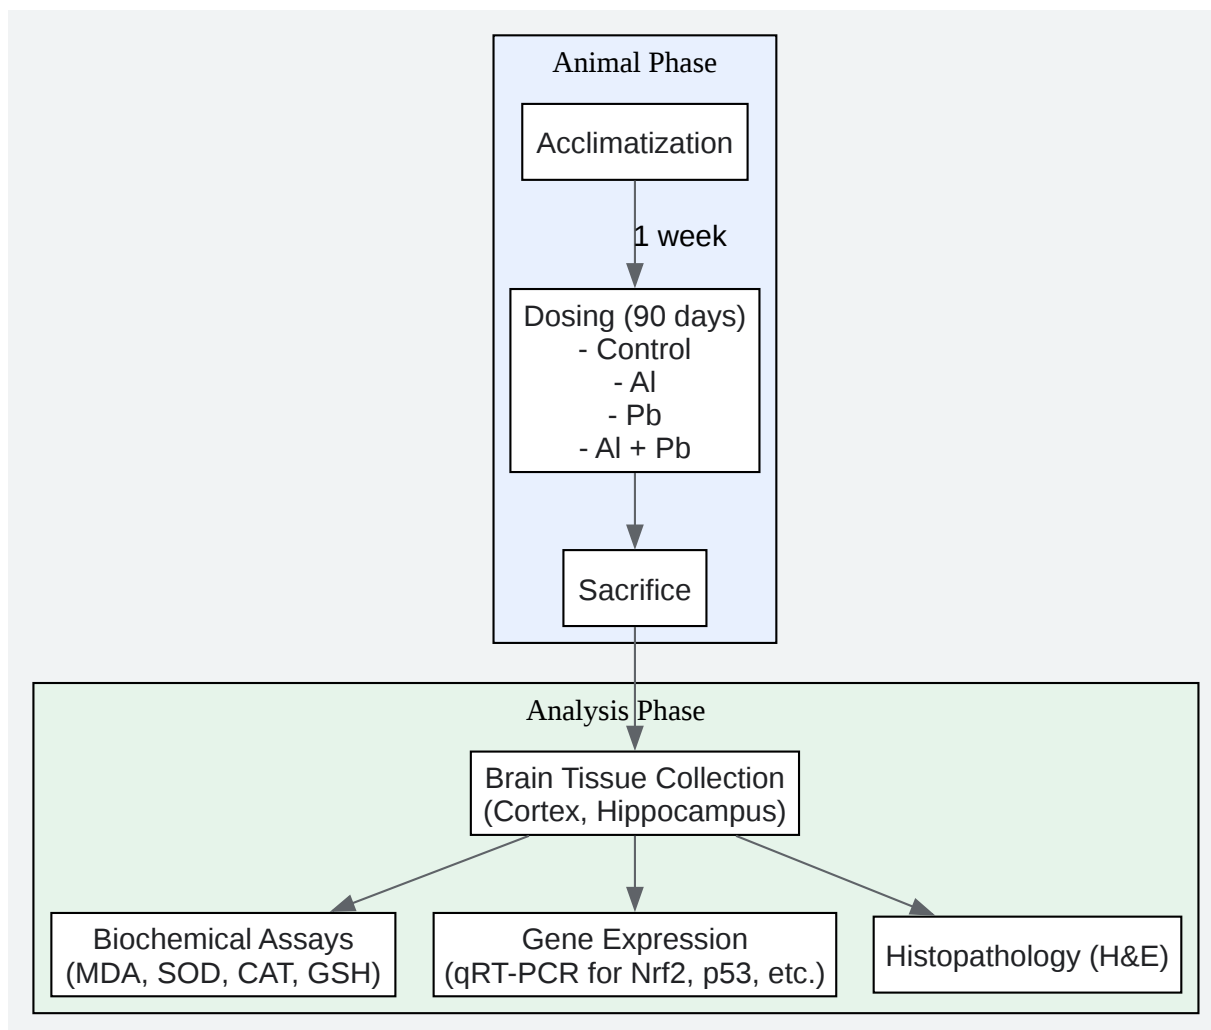 Animal Phase
Acclimatization
1 week
Dosing (90 days)
- Control
- Al
- Pb
- Al + Pb
Sacrifice
Analysis Phase
Brain Tissue Collection
(Cortex, Hippocampus)
Biochemical Assays
(MDA, SOD, CAT, GSH)
Gene Expression
(qRT-PCR for Nrf2, p53, etc.)
Histopathology (H&E)